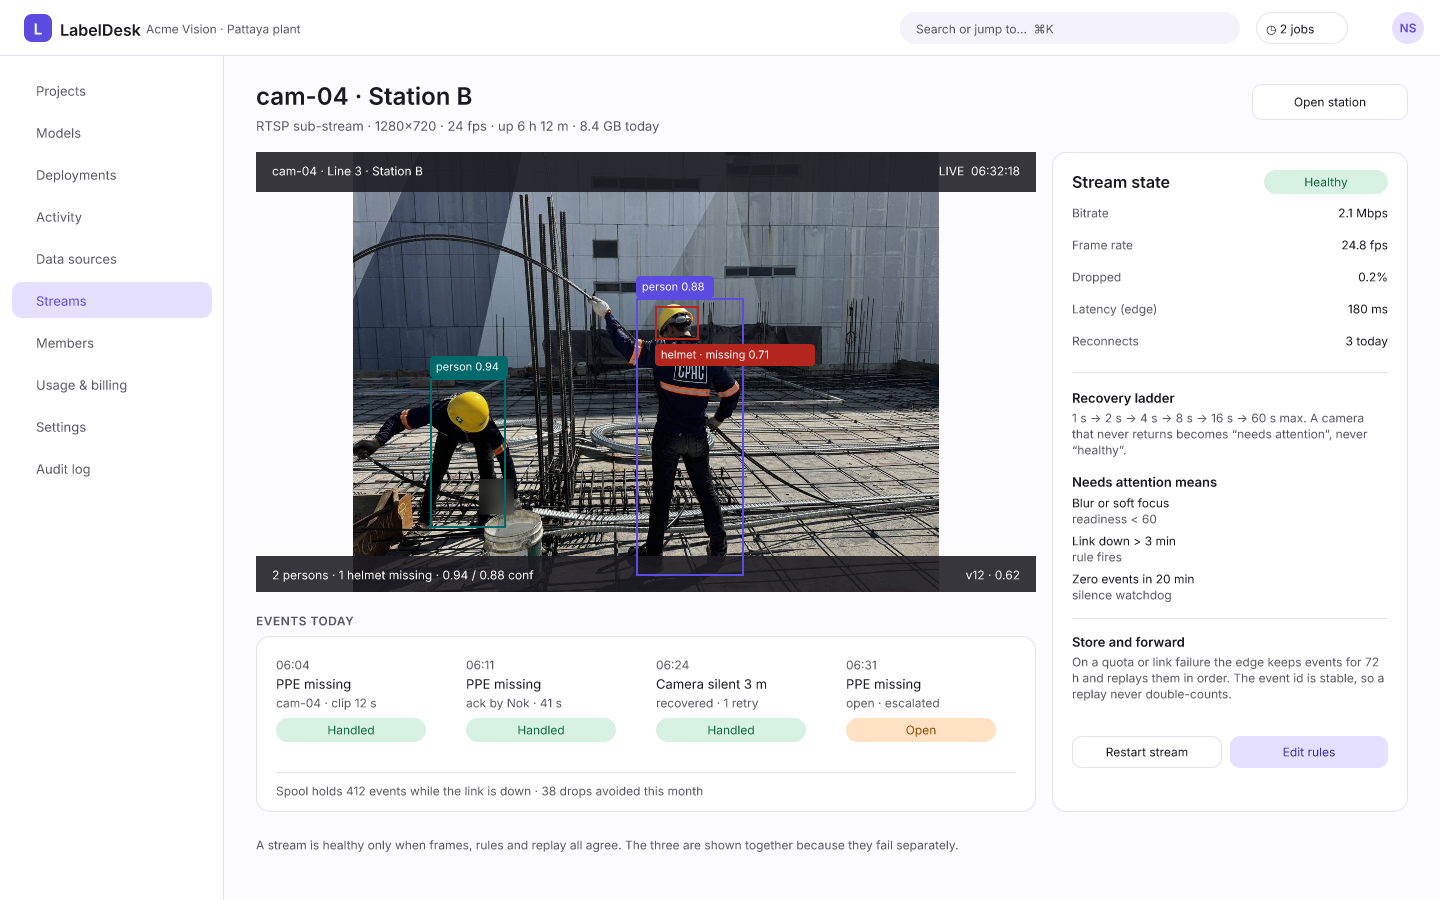 L LabelDesk Acme Vision · Pattaya plant
Search or jump to... ⌘K
2 jobs
NS
Projects
Models
Deployments
Activity
Data sources
Streams
Members
Usage & billing
Settings
Audit log
cam-04 · Station B
RTSP sub-stream · 1280×720 · 24 fps · up 6 h 12 m · 8.4 GB today
Open station
cam-04 · Line 3 · Station B
LIVE 06:32:18
person 0.88
helmet · missing 0.71
CPAC
person 0.94
2 persons · 1 helmet missing · 0.94 / 0.88 conf
v12 · 0.62
EVENTS TODAY
06:04
PPE missing
cam-04 · clip 12 s
Handled
06:11
PPE missing
ack by Nok · 41 s
Handled
06:24
Camera silent 3 m
recovered · 1 retry
Handled
06:31
PPE missing
open · escalated
Open
Spool holds 412 events while the link is down · 38 drops avoided this month
A stream is healthy only when frames, rules and replay all agree. The three are shown together because they fail separately.
Stream state
Healthy
Bitrate 2.1 Mbps
Frame rate 24.8 fps
Dropped 0.2%
Latency (edge) 180 ms
Reconnects 3 today
Recovery ladder
1 s → 2 s → 4 s → 8 s → 16 s → 60 s max. A camera
that never returns becomes “needs attention”, never
“healthy”.
Needs attention means
Blur or soft focus
readiness < 60
Link down > 3 min
rule fires
Zero events in 20 min
silence watchdog
Store and forward
On a quota or link failure the edge keeps events for 72
h and replays them in order. The event id is stable, so a
replay never double-counts.
Restart stream
Edit rules